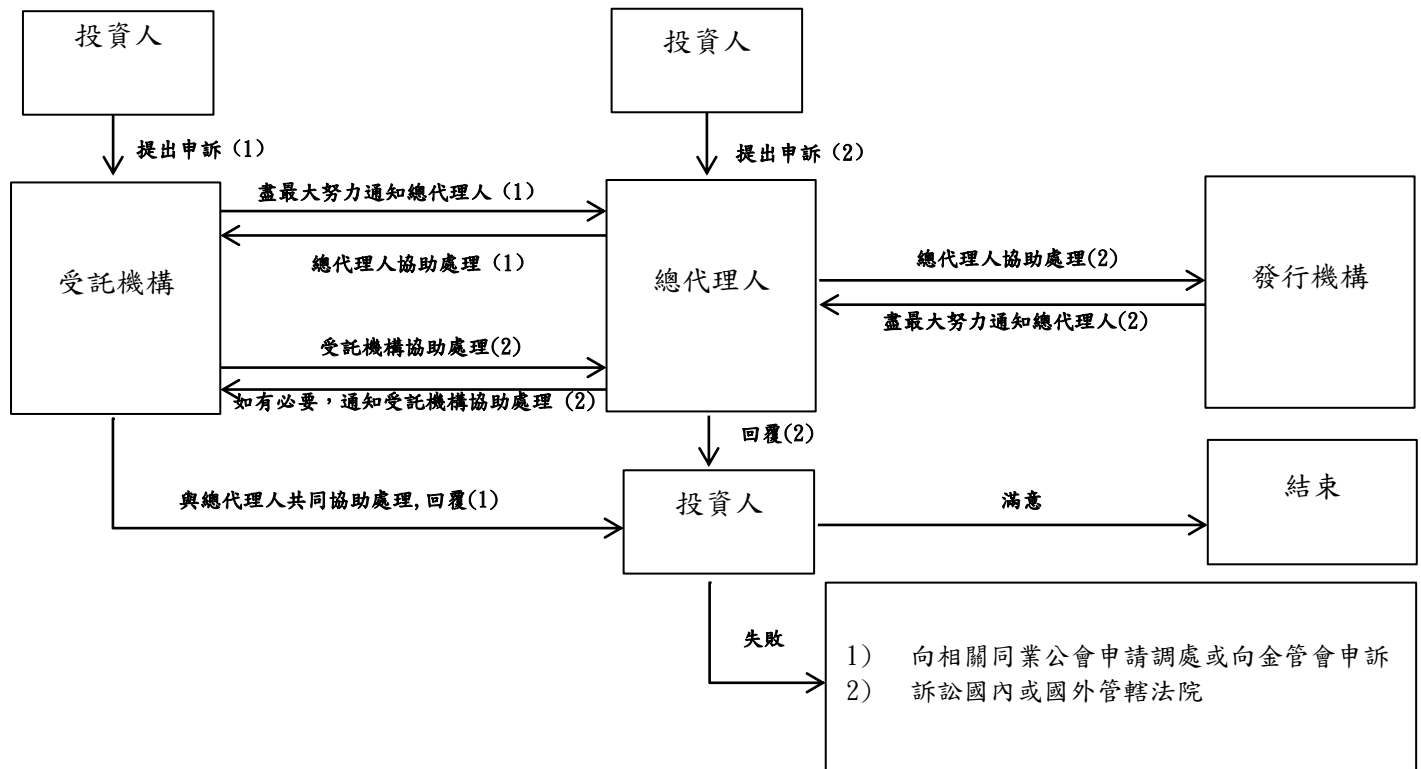 投資人
投資人
提出申訴（1）
提出申訴（2）
盡最大努力通知總代理人（1）
總代理人協助處理（1）
受託機構
總代理人
發行機構
總代理人協助處理(2)
盡最大努力通知總代理人(2)
受託機構協助處理(2)
如有必要，通知受託機構協助處理（2）
回覆(2)
與總代理人共同協助處理,回覆(1)
投資人
滿意
結束
失敗
1)　向相關同業公會申請調處或向金管會申訴
2)　訴訟國內或國外管轄法院